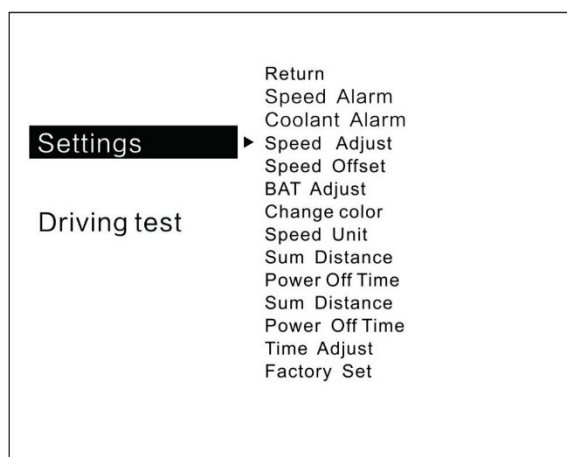 Settings
Driving test
Return
Speed Alarm
Coolant Alarm
Speed Adjust
Speed Offset
BAT Adjust
Change color
Speed Unit
Sum Distance
Power Off Time
Sum Distance
Power Off Time
Time Adjust
Factory Set